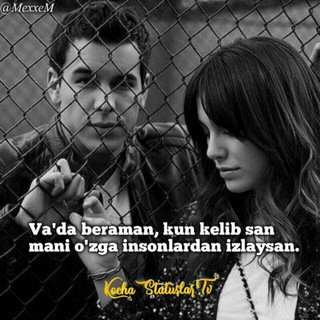 @MexxeM
Va'da beraman, kun kelib san
mani o'zga insonlardan izlaysan.
Kocha Statuslar Tv